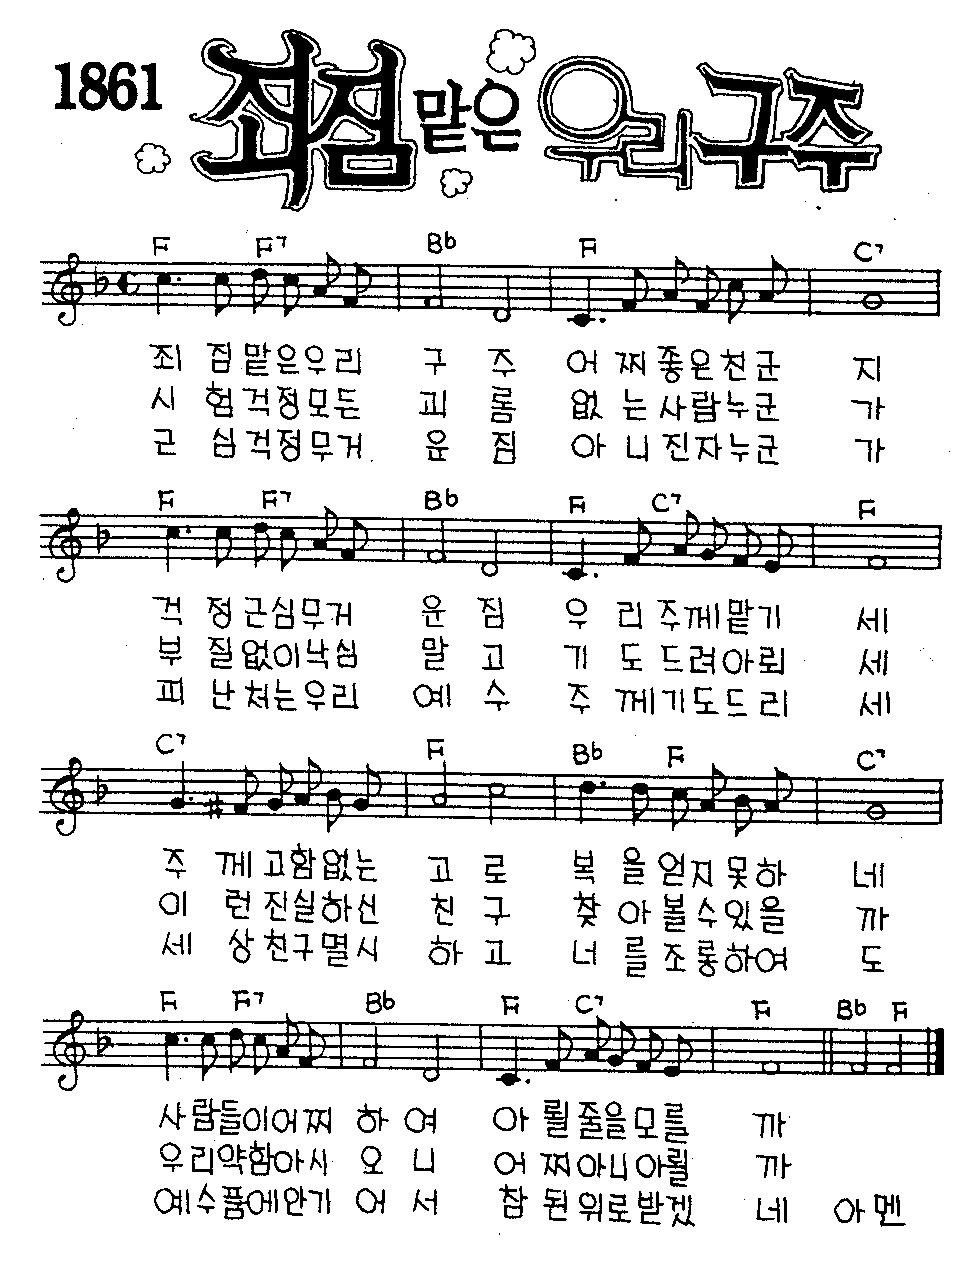 1861 죄짐 맡은 우리 구주
F F7 Bb F C7
죄 짐맡은우리 구 주 어 찌좋은친군 지
시 험걱정모든 괴 롬 없 는사람누군 가
근 심걱정무거 운 짐 아 니진자누군 가
F F7 Bb F C7 F
걱 정근심무거 운 짐 우 리주께맡기 세
부 질없이낙심 말 고 기 도드려아뢰 세
피 난처는우리 예 수 주 께기도드리 세
C7 F Bb F C7
주 께고함없는 고 로 복 을얻지못하 네
이 런진실하신 친 구 찾 아볼수있을 까
세 상친구멸시 하 고 너 를조롱하여 도
F F7 Bb F C7 F Bb F
사람들이어찌 하 여 아 뢸줄을모를 까
우리약함아시 오 니 어 찌아니아뢸 까
예수품에안기 어 서 참 된위로받겠 네 아멘